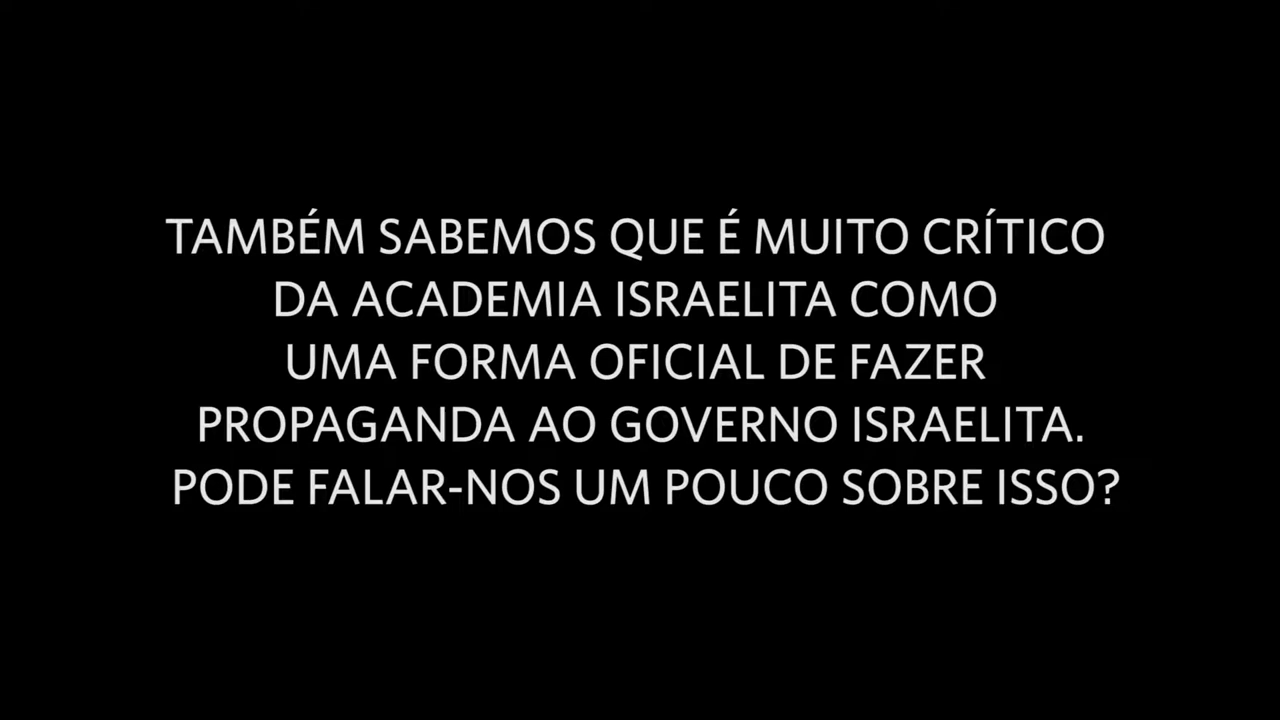 TAMBÉM SABEMOS QUE É MUITO CRÍTICO
DA ACADEMIA ISRAELITA COMO
UMA FORMA OFICIAL DE FAZER
PROPAGANDA AO GOVERNO ISRAELITA.
PODE FALAR-NOS UM POUCO SOBRE ISSO?